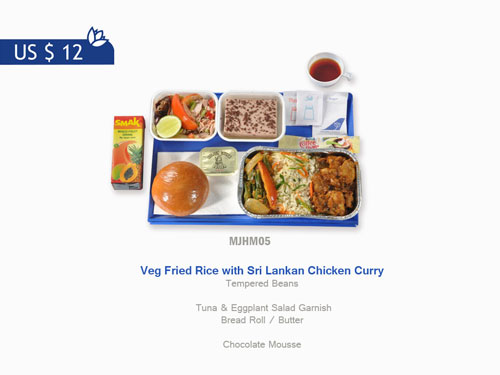 US $ 12
SMAK
MJHM05
Veg Fried Rice with Sri Lankan Chicken Curry
Tempered Beans
Tuna & Eggplant Salad Garnish
Bread Roll / Butter
Chocolate Mousse